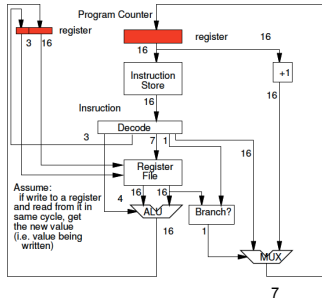 Program Counter
register
3
16
16
register
16
Instruction
Store
+1
16
Insruction
16
3
Decode
7
1
16
Register
File
Assume:
if write to a register
and read from it in
same cycle, get
the new value
(i.e. value being
written)
4
16
16
ALU
Branch?
16
1
MUX
7